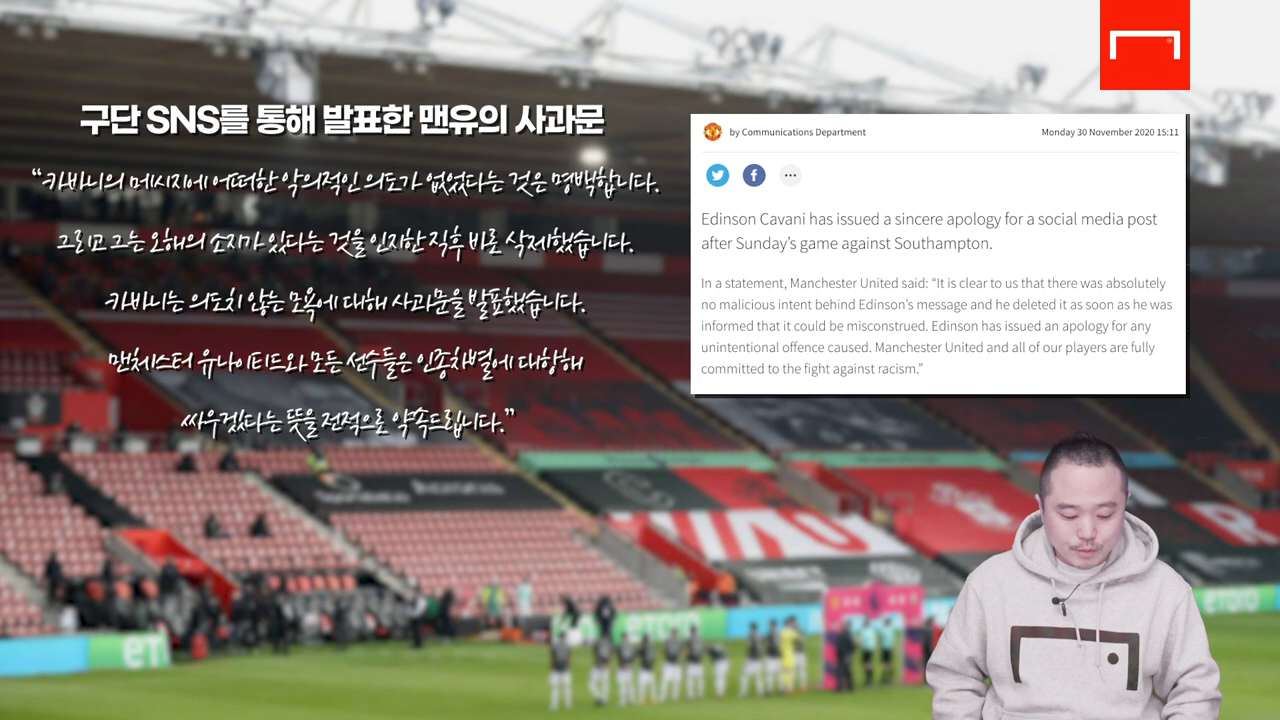 구단 SNS를 통해 발표한 맨유의 사과문
“카바니의 메시지에 어떠한 악의적인 의도가 없었다는 것은 명백합니다.
그리고 그는 오해의 소지가 있다는 것을 인지한 직후 바로 삭제했습니다.
카바니는 의도치 않는 모욕에 대해 사과문을 발표했습니다.
맨체스터 유나이티드와 모든 선수들은 인종차별에 대항해
싸우겠다는 뜻을 전적으로 약속드립니다.”
by Communications Department
Monday 30 November 2020 15:11
Edinson Cavani has issued a sincere apology for a social media post
after Sunday’s game against Southampton.
In a statement, Manchester United said: “It is clear to us that there was absolutely
no malicious intent behind Edinson’s message and he deleted it as soon as he was
informed that it could be misconstrued. Edinson has issued an apology for any
unintentional offence caused. Manchester United and all of our players are fully
committed to the fight against racism.”